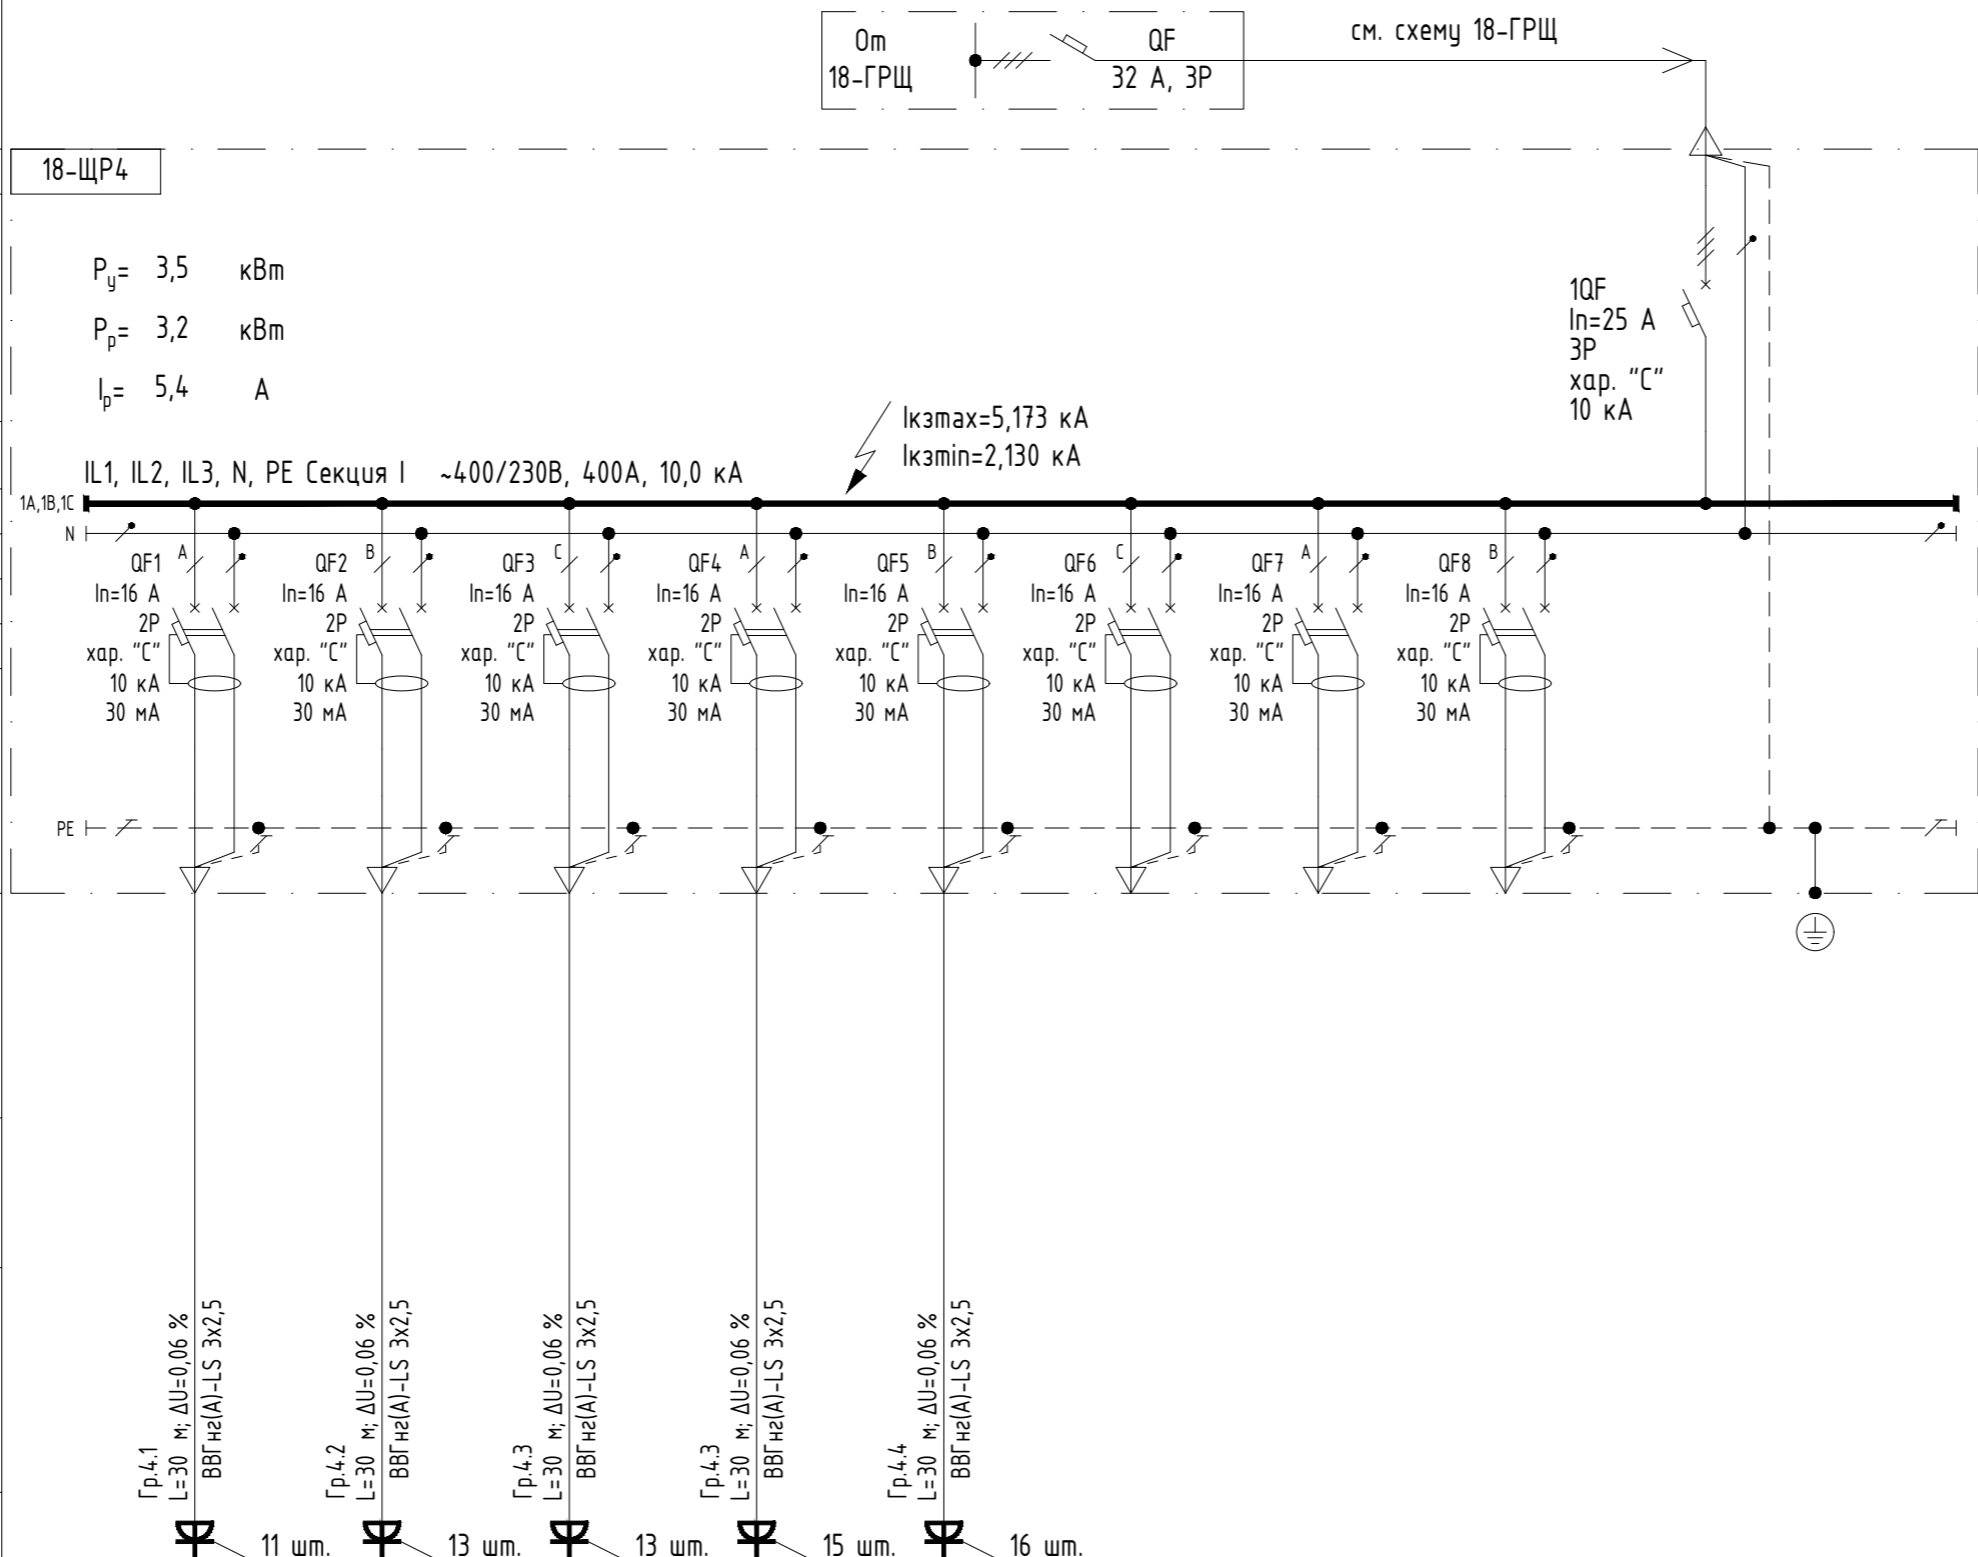 От
18-ГРЩ
QF
32 А, 3Р
см. схему 18-ГРЩ
18-ЩР4
Pу= 3,5 кВт
Pр= 3,2 кВт
Iр= 5,4 А
1QF
In=25 А
3Р
хар. "С"
10 кА
Iкзmax=5,173 кА
Iкзmin=2,130 кА
IL1, IL2, IL3, N, PE Секция I ~400/230В, 400А, 10,0 кА
1А,1В,1С
N
A
QF1
In=16 А
2Р
хар. "С"
10 кА
30 мА
B
QF2
In=16 А
2Р
хар. "С"
10 кА
30 мА
C
QF3
In=16 А
2Р
хар. "С"
10 кА
30 мА
A
QF4
In=16 А
2Р
хар. "С"
10 кА
30 мА
B
QF5
In=16 А
2Р
хар. "С"
10 кА
30 мА
C
QF6
In=16 А
2Р
хар. "С"
10 кА
30 мА
A
QF7
In=16 А
2Р
хар. "С"
10 кА
30 мА
B
QF8
In=16 А
2Р
хар. "С"
10 кА
30 мА
PE
Гр.4.1
L=30 м; ΔU=0,06 %
ВВГнг(А)-LS 3х2,5
Гр.4.2
L=30 м; ΔU=0,06 %
ВВГнг(А)-LS 3х2,5
Гр.4.3
L=30 м; ΔU=0,06 %
ВВГнг(А)-LS 3х2,5
Гр.4.3
L=30 м; ΔU=0,06 %
ВВГнг(А)-LS 3х2,5
Гр.4.4
L=30 м; ΔU=0,06 %
ВВГнг(А)-LS 3х2,5
11 шт.
13 шт.
13 шт.
15 шт.
16 шт.